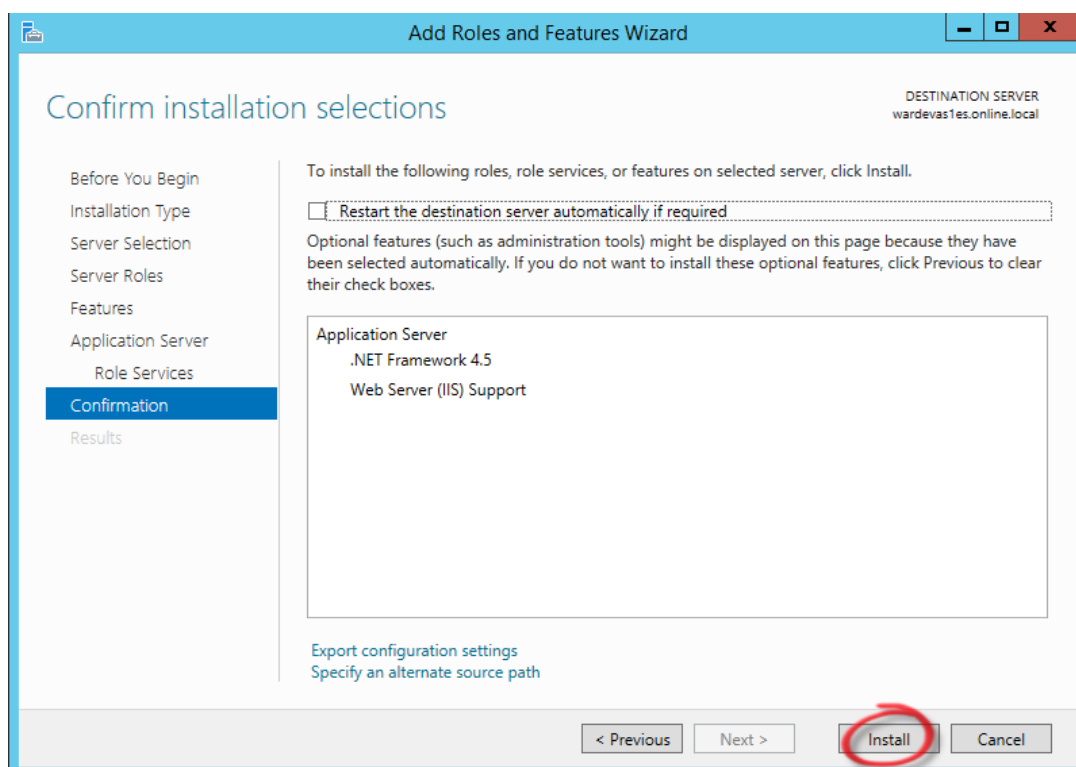 Add Roles and Features Wizard
Confirm installation selections
DESTINATION SERVER
wardevas1es.online.local
Before You Begin
Installation Type
Server Selection
Server Roles
Features
Application Server
Role Services
Confirmation
Results
To install the following roles, role services, or features on selected server, click Install.
Restart the destination server automatically if required
Optional features (such as administration tools) might be displayed on this page because they have
been selected automatically. If you do not want to install these optional features, click Previous to clear
their check boxes.
Application Server
.NET Framework 4.5
Web Server (IIS) Support
Export configuration settings
Specify an alternate source path
< Previous
Next >
Install
Cancel